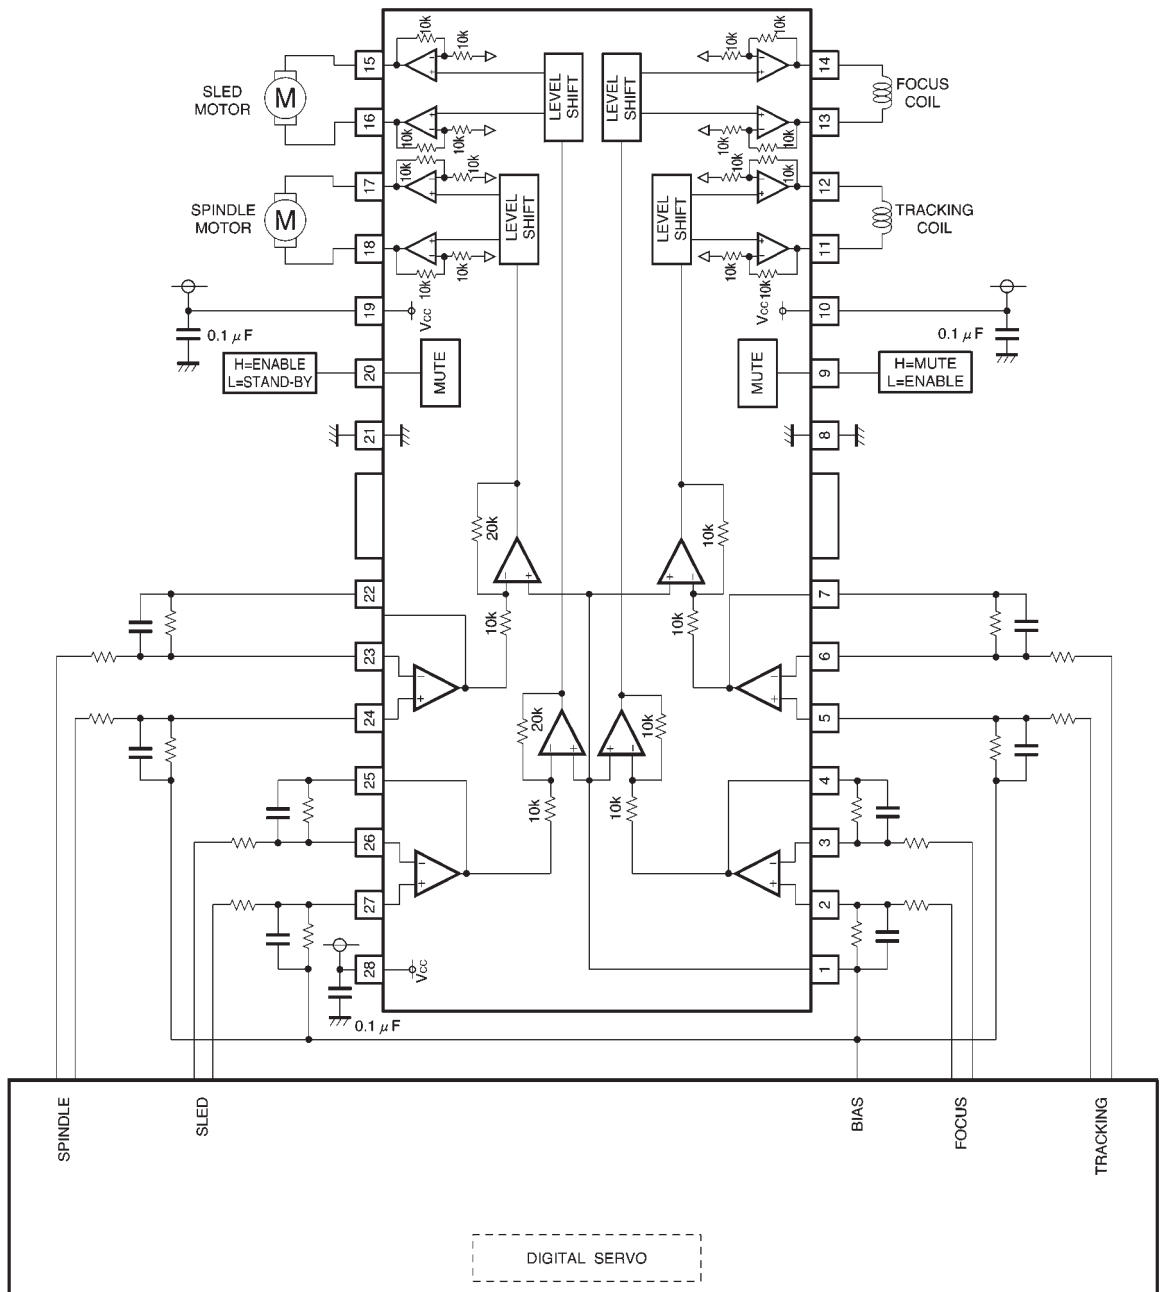 10k
10k
10k
10k
15
14
SLED
MOTOR
M
LEVEL
SHIFT
LEVEL
SHIFT
FOCUS
COIL
16
13
10k
10k
10k
10k
10k
10k
10k
10k
17
12
SPINDLE
MOTOR
M
LEVEL
SHIFT
LEVEL
SHIFT
TRACKING
COIL
18
11
10k
10k
10k
10k
19
Vcc
Vcc
10
0.1 μF
0.1 μF
H=ENABLE
L=STAND-BY
20
MUTE
MUTE
9
H=MUTE
L=ENABLE
21
8
20k
10k
22
7
10k
10k
23
6
24
5
20k
10k
25
4
10k
10k
26
3
27
2
28
Vcc
1
0.1 μF
SPINDLE
SLED
BIAS
FOCUS
TRACKING
DIGITAL SERVO